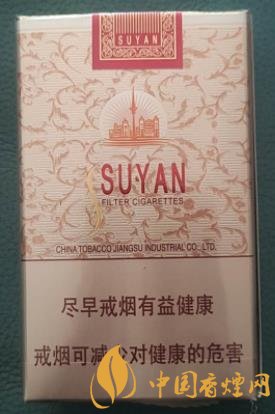 SUYAN
SUYAN
FILTER CIGARETTES
CHINA TOBACCO JIANGSU INDUSTRIAL CO., LTD.
尽早戒烟有益健康
戒烟可减少对健康的危害
中国香烟网